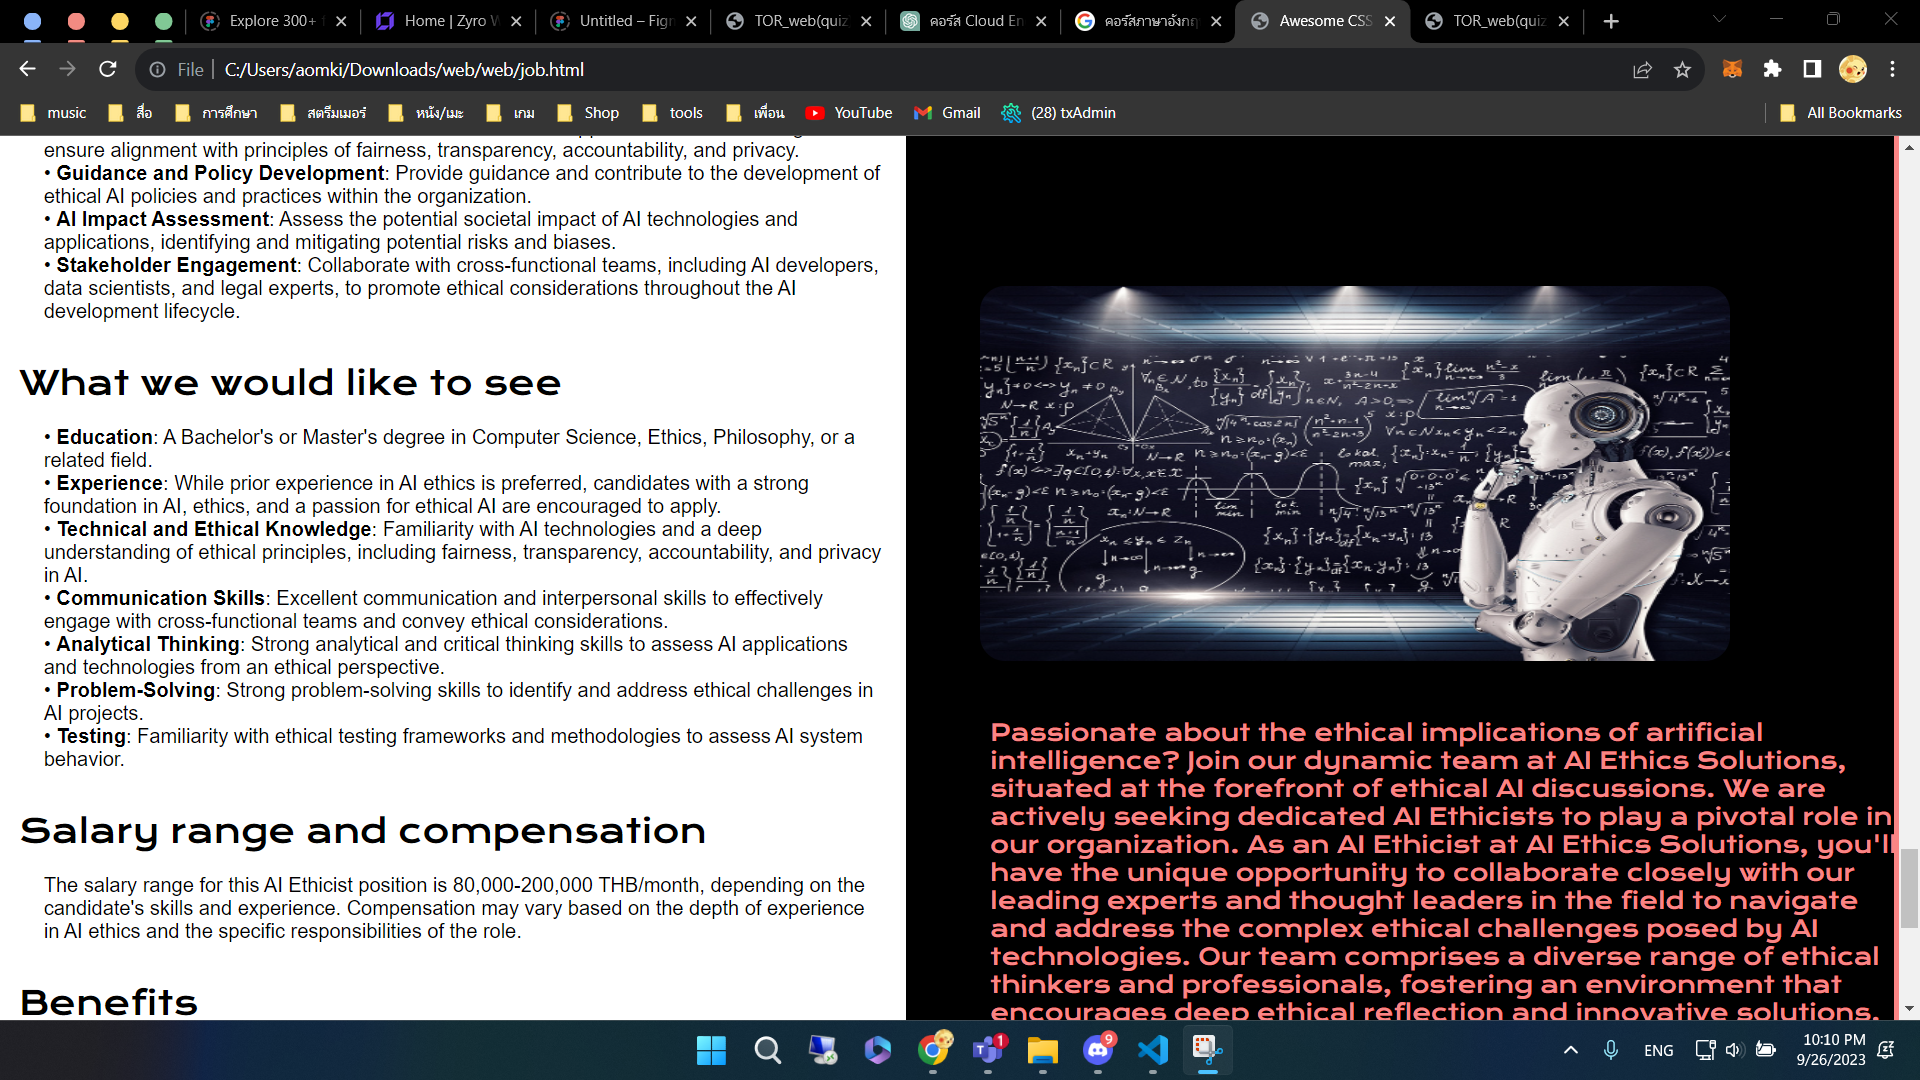 Explore 300+
Home | Zyro W
Untitled – Figm
TOR_web(quiz
คอร์ส Cloud En
คอร์สภาษาอังกฤ
Awesome CSS
TOR_web(quiz
File
C:/Users/aomki/Downloads/web/web/job.html
music
สื่อ
การศึกษา
สตรีมเมอร์
หนัง/เมะ
เกม
Shop
tools
เพื่อน
YouTube
Gmail
(28) txAdmin
All Bookmarks
ensure alignment with principles of fairness, transparency, accountability, and privacy.
• Guidance and Policy Development: Provide guidance and contribute to the development of
ethical AI policies and practices within the organization.
• AI Impact Assessment: Assess the potential societal impact of AI technologies and
applications, identifying and mitigating potential risks and biases.
• Stakeholder Engagement: Collaborate with cross-functional teams, including AI developers,
data scientists, and legal experts, to promote ethical considerations throughout the AI
development lifecycle.
What we would like to see
• Education: A Bachelor's or Master's degree in Computer Science, Ethics, Philosophy, or a
related field.
• Experience: While prior experience in AI ethics is preferred, candidates with a strong
foundation in AI, ethics, and a passion for ethical AI are encouraged to apply.
• Technical and Ethical Knowledge: Familiarity with AI technologies and a deep
understanding of ethical principles, including fairness, transparency, accountability, and privacy
in AI.
• Communication Skills: Excellent communication and interpersonal skills to effectively
engage with cross-functional teams and convey ethical considerations.
• Analytical Thinking: Strong analytical and critical thinking skills to assess AI applications
and technologies from an ethical perspective.
• Problem-Solving: Strong problem-solving skills to identify and address ethical challenges in
AI projects.
• Testing: Familiarity with ethical testing frameworks and methodologies to assess AI system
behavior.
Salary range and compensation
The salary range for this AI Ethicist position is 80,000-200,000 THB/month, depending on the
candidate's skills and experience. Compensation may vary based on the depth of experience
in AI ethics and the specific responsibilities of the role.
Benefits
Passionate about the ethical implications of artificial
intelligence? Join our dynamic team at AI Ethics Solutions,
situated at the forefront of ethical AI discussions. We are
actively seeking dedicated AI Ethicists to play a pivotal role in
our organization. As an AI Ethicist at AI Ethics Solutions, you'll
have the unique opportunity to collaborate closely with our
leading experts and thought leaders in the field to navigate
and address the complex ethical challenges posed by AI
technologies. Our team comprises a diverse range of ethical
thinkers and professionals, fostering an environment that
encourages deep ethical reflection and innovative solutions.
1
9
ENG
10:10 PM
9/26/2023